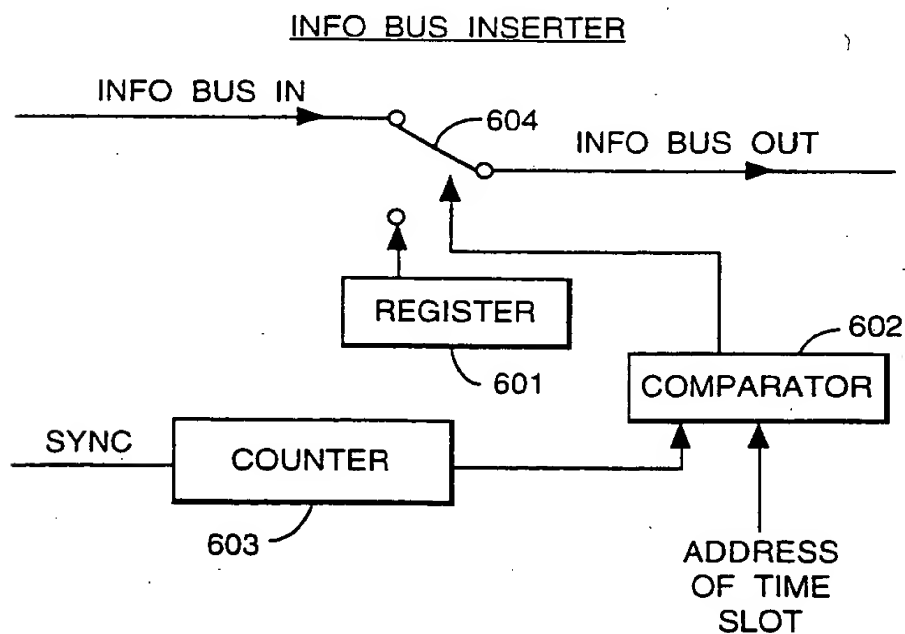 INFO BUS INSERTER
INFO BUS IN
604
INFO BUS OUT
REGISTER
601
602
COMPARATOR
SYNC
COUNTER
603
ADDRESS
OF TIME
SLOT